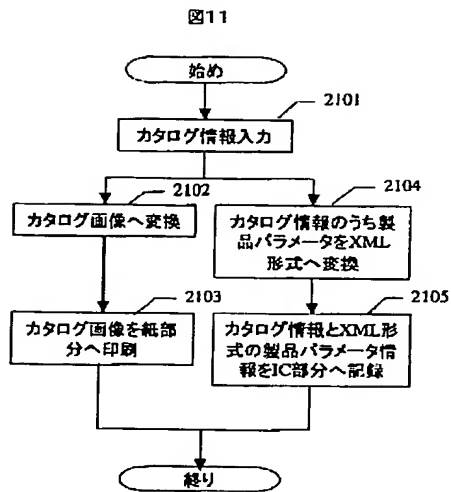 図11
始め
2101
カタログ情報入力
2102
カタログ画像へ変換
2104
カタログ情報のうち製
品パラメータをXML
形式へ変換
2103
カタログ画像を紙部
分へ印刷
2105
カタログ情報とXML形
式の製品パラメータ情
報をIC部分へ記録
終り